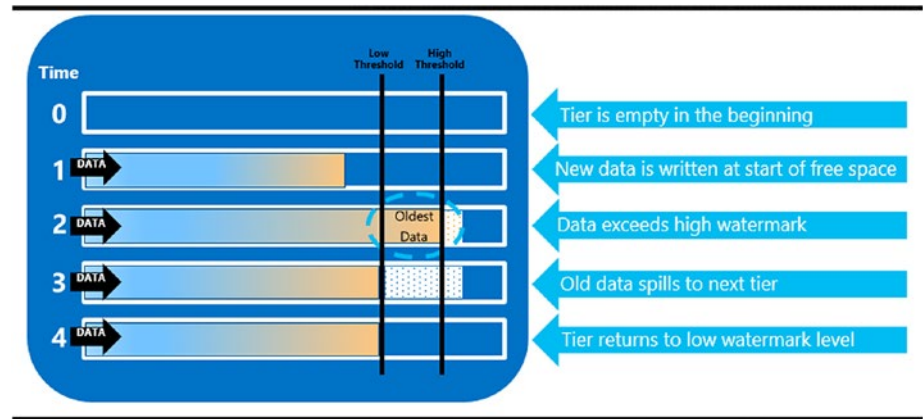 Low
Threshold
High
Threshold
Time
0
Tier is empty in the beginning
1
DATA
New data is written at start of free space
2
DATA
Oldest
Data
Data exceeds high watermark
3
DATA
Old data spills to next tier
4
DATA
Tier returns to low watermark level